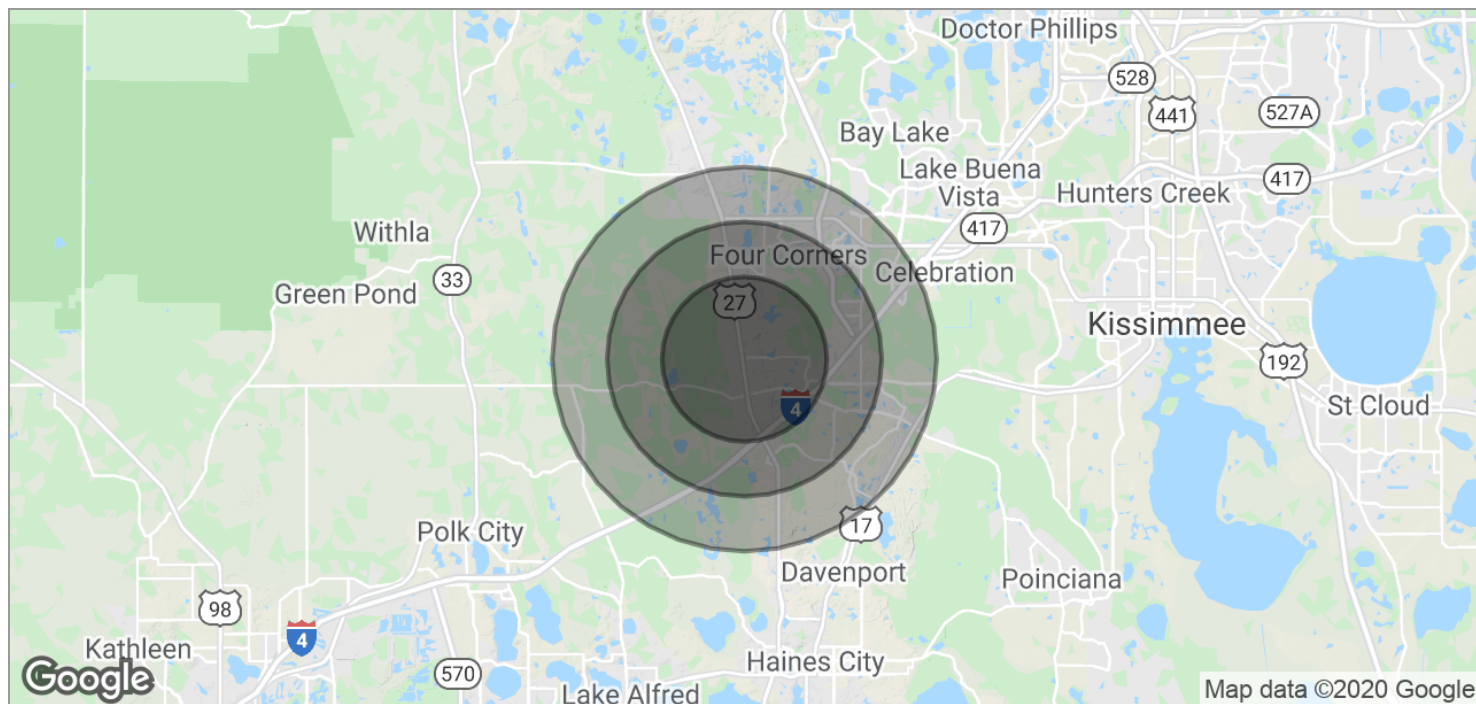 Doctor Phillips
528
441
527A
Bay Lake
Lake Buena
Vista
417
Hunters Creek
417
Withla
Four Corners
33
Celebration
Green Pond
27
Kissimmee
192
4
St Cloud
Polk City
17
Davenport
Poinciana
98
4
Kathleen
570
Haines City
Lake Alfred
Google
Map data ©2020 Google